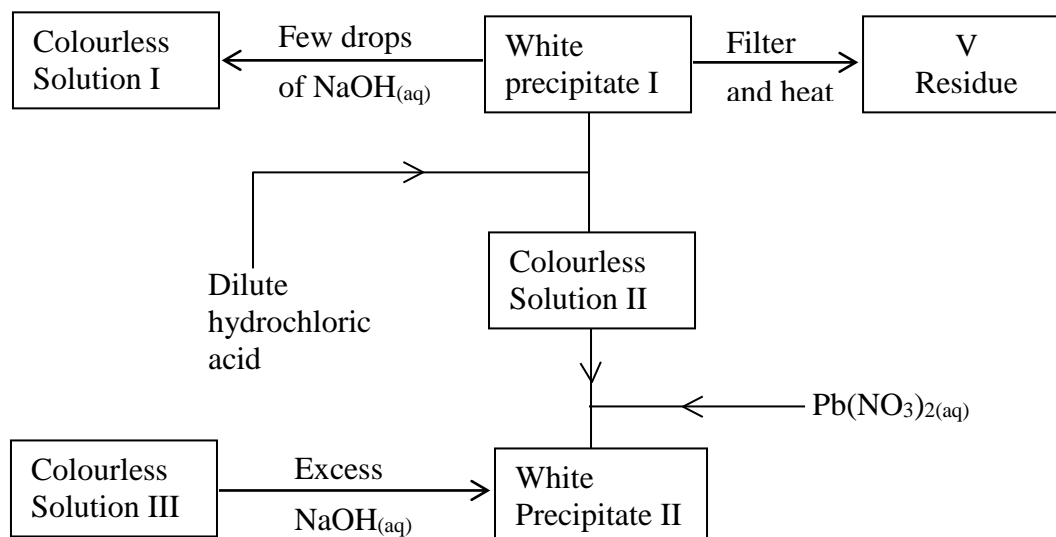 Colourless
Solution I
Few drops
of NaOH(aq)
White
precipitate I
Filter
and heat
V
Residue
Dilute
hydrochloric
acid
Colourless
Solution II
Pb(NO3)2(aq)
Colourless
Solution III
Excess
NaOH(aq)
White
Precipitate II